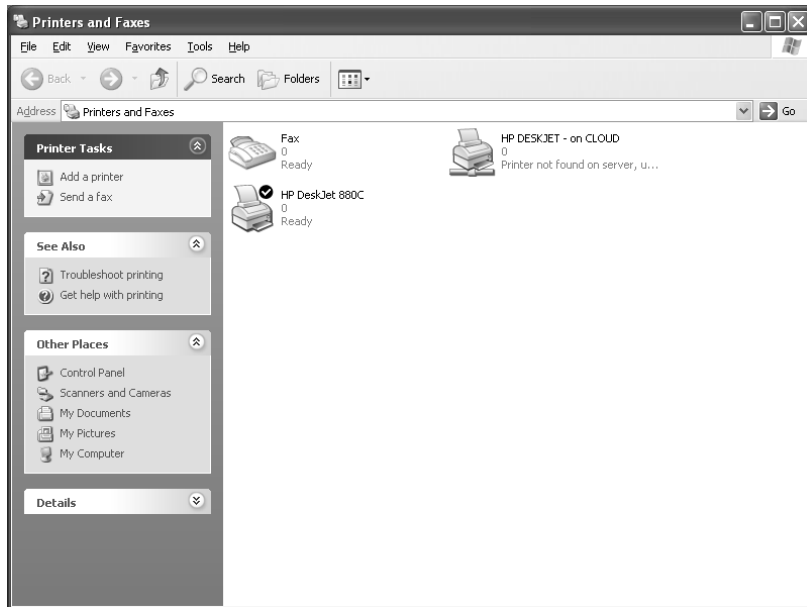 Printers and Faxes
File Edit View Favorites Tools Help
Back Search Folders
Address Printers and Faxes Go
Printer Tasks
Add a printer
Send a fax
See Also
Troubleshoot printing
Get help with printing
Other Places
Control Panel
Scanners and Cameras
My Documents
My Pictures
My Computer
Details
Fax
0
Ready
HP DESKJET - on CLOUD
0
Printer not found on server, u...
HP DeskJet 880C
0
Ready